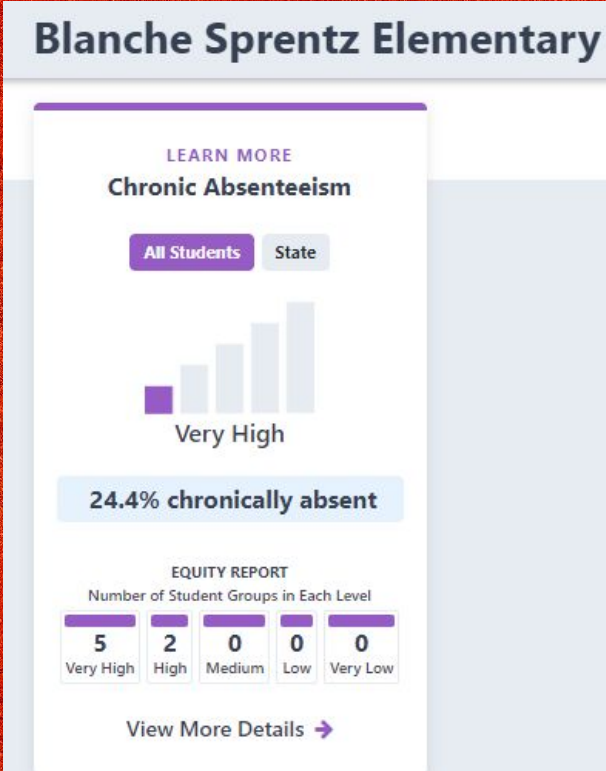 Blanche Sprentz Elementary
LEARN MORE
Chronic Absenteeism
All Students State
Very High
24.4% chronically absent
EQUITY REPORT
Number of Student Groups in Each Level
5 2 0 0 0
Very High High Medium Low Very Low
View More Details